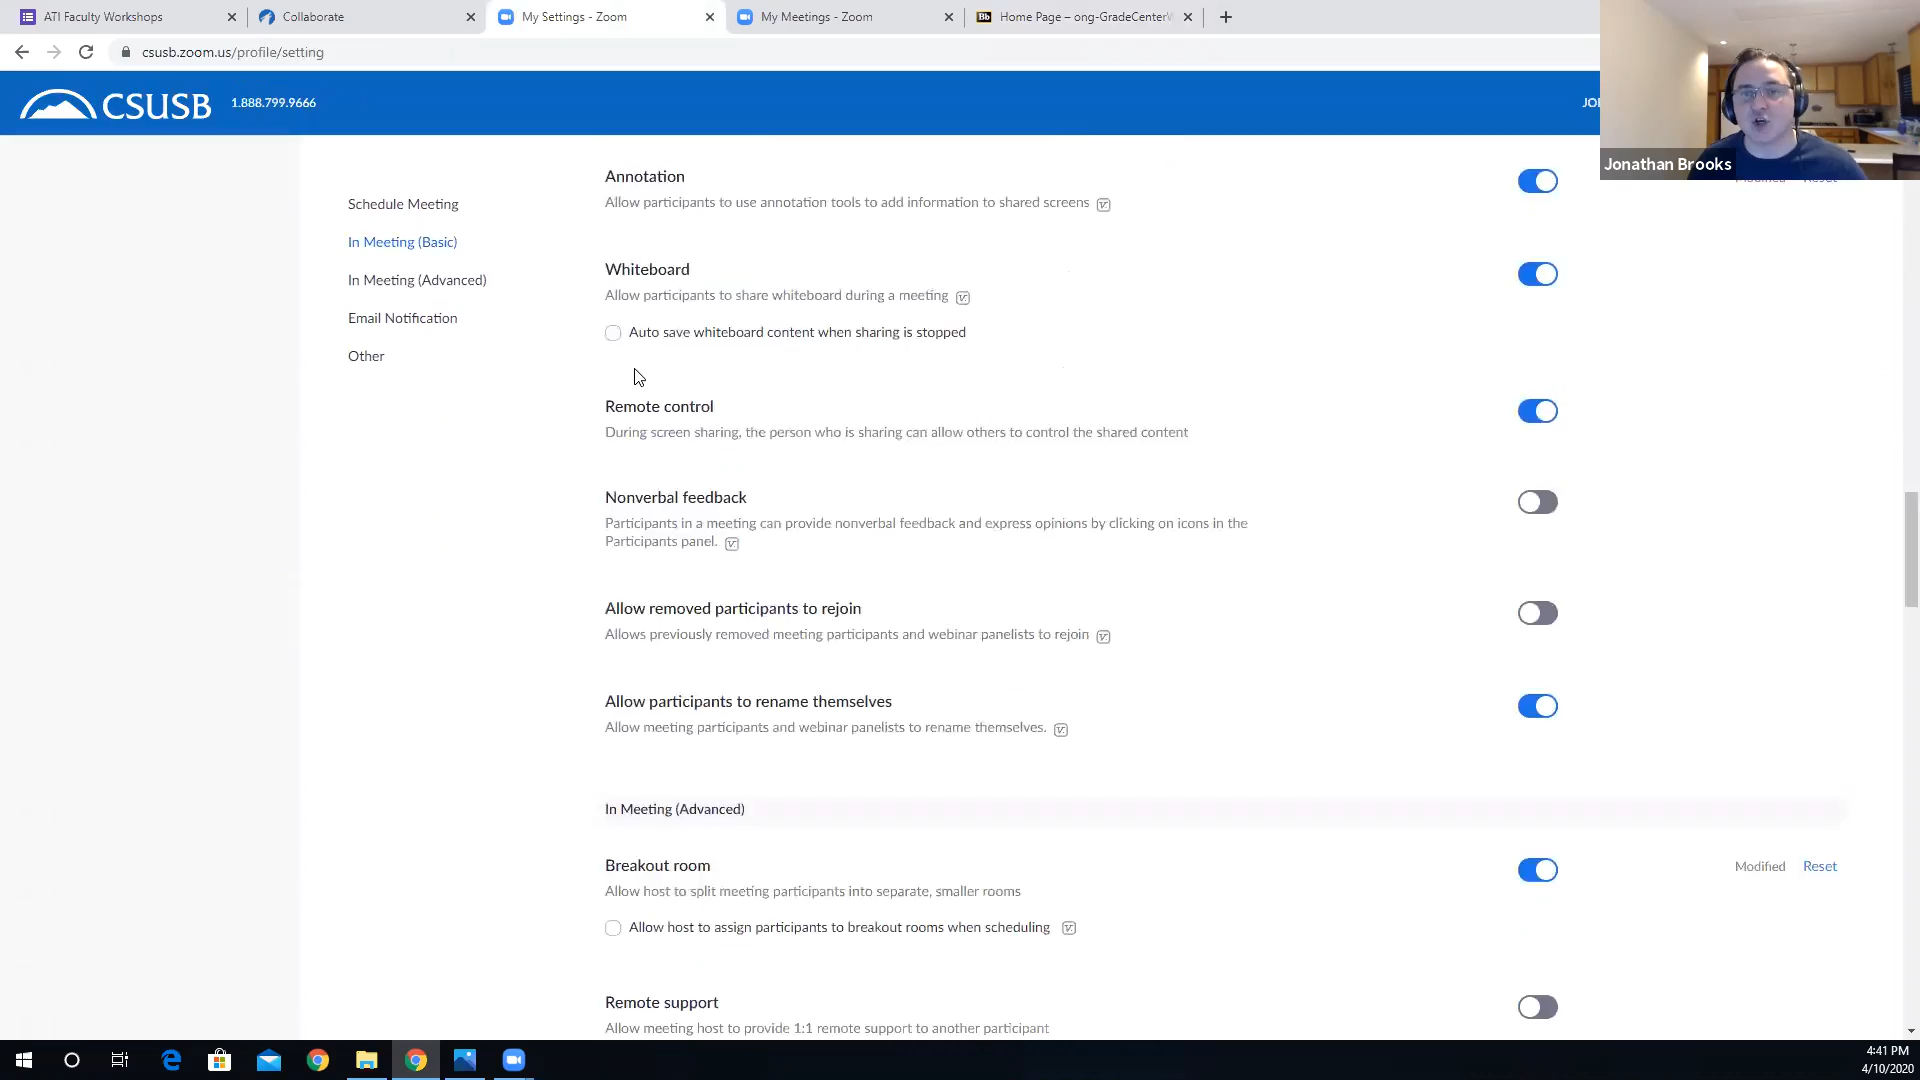 ATI Faculty Workshops
Collaborate
My Settings - Zoom
My Meetings - Zoom
Bb Home Page – ong-GradeCenterV
csusb.zoom.us/profile/setting
CSUSB 1.888.799.9666
Jonathan Brooks
Schedule Meeting
In Meeting (Basic)
In Meeting (Advanced)
Email Notification
Other
Annotation
Allow participants to use annotation tools to add information to shared screens
Whiteboard
Allow participants to share whiteboard during a meeting
Auto save whiteboard content when sharing is stopped
Remote control
During screen sharing, the person who is sharing can allow others to control the shared content
Nonverbal feedback
Participants in a meeting can provide nonverbal feedback and express opinions by clicking on icons in the
Participants panel.
Allow removed participants to rejoin
Allows previously removed meeting participants and webinar panelists to rejoin
Allow participants to rename themselves
Allow meeting participants and webinar panelists to rename themselves.
In Meeting (Advanced)
Breakout room
Modified Reset
Allow host to split meeting participants into separate, smaller rooms
Allow host to assign participants to breakout rooms when scheduling
Remote support
Allow meeting host to provide 1:1 remote support to another participant
4:41 PM
4/10/2020